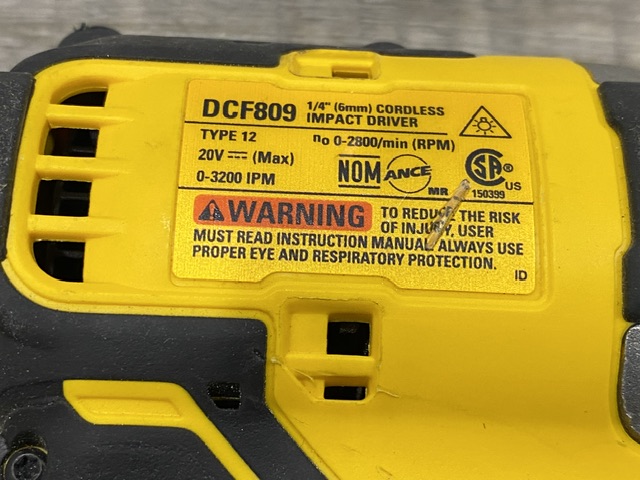 DCF809 1/4" (6mm) CORDLESS
IMPACT DRIVER
TYPE 12 no 0-2800/min (RPM)
20V ⎓ (Max)
0-3200 IPM
NOM ANCE MR
SA ® US
150399
WARNING TO REDUCE THE RISK
OF INJURY, USER
MUST READ INSTRUCTION MANUAL ALWAYS USE
PROPER EYE AND RESPIRATORY PROTECTION.
ID